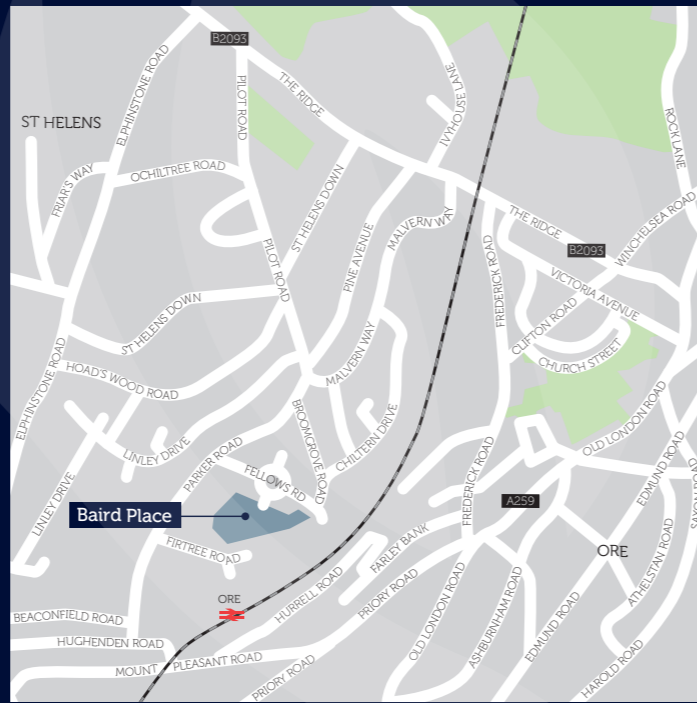 B2093
ELPHINSTONE ROAD
PILOT ROAD
THE RIDGE
IVYHOUSE LANE
ROCK LANE
ST HELENS
FRIAR'S WAY
OCHILTREE ROAD
ST HELENS DOWN
PINE AVENUE
MALVERN WAY
THE RIDGE
WINCHELSEA ROAD
B2093
PILOT ROAD
FREDERICK ROAD
VICTORIA AVENUE
CLIFTON ROAD
CHURCH STREET
ST HELENS DOWN
ELPHINSTONE ROAD
HOAD'S WOOD ROAD
MALVERN WAY
BROOMGROVE ROAD
CHILTERN DRIVE
OLD LONDON ROAD
LINLEY DRIVE
PARKER ROAD
FELLOWS RD
FREDERICK ROAD
EDMUND ROAD
LINLEY DRIVE
Baird Place
A259
FIRTREE ROAD
FARLEY BANK
ORE
ATHELSTAN ROAD
ORE
HURRELL ROAD
PRIORY ROAD
BEACONFIELD ROAD
HUGHENDEN ROAD
MOUNT PLEASANT ROAD
PRIORY ROAD
OLD LONDON ROAD
ASHBURNHAM ROAD
EDMUND ROAD
HAROLD ROAD